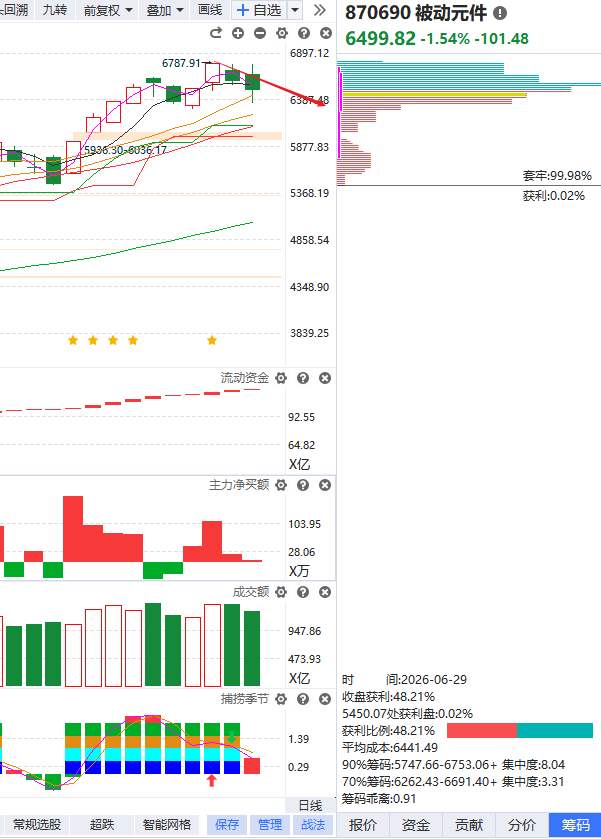 回溯 九转 前复权 叠加 画线 自选
870690 被动元件
6499.82 -1.54% -101.48
6897.12
6787.91
6387.48
5936.30-6036.17
5877.83
5368.19
4858.54
4348.90
3839.25
套牢:99.98%
获利:0.02%
流动资金
92.55
64.82
X亿
主力净买额
103.95
28.06
X万
成交额
947.86
473.93
X亿
捕捞季节
1.39
0.29
日线
时 间:2026-06-29
收盘获利:48.21%
5450.07处获利盘:0.02%
获利比例:48.21%
平均成本:6441.49
90%筹码:5747.66-6753.06+ 集中度:8.04
70%筹码:6262.43-6691.40+ 集中度:3.31
筹码乖离:0.91
常规选股 超跌 智能网格 保存 管理 战法
报价 资金 贡献 分价 筹码